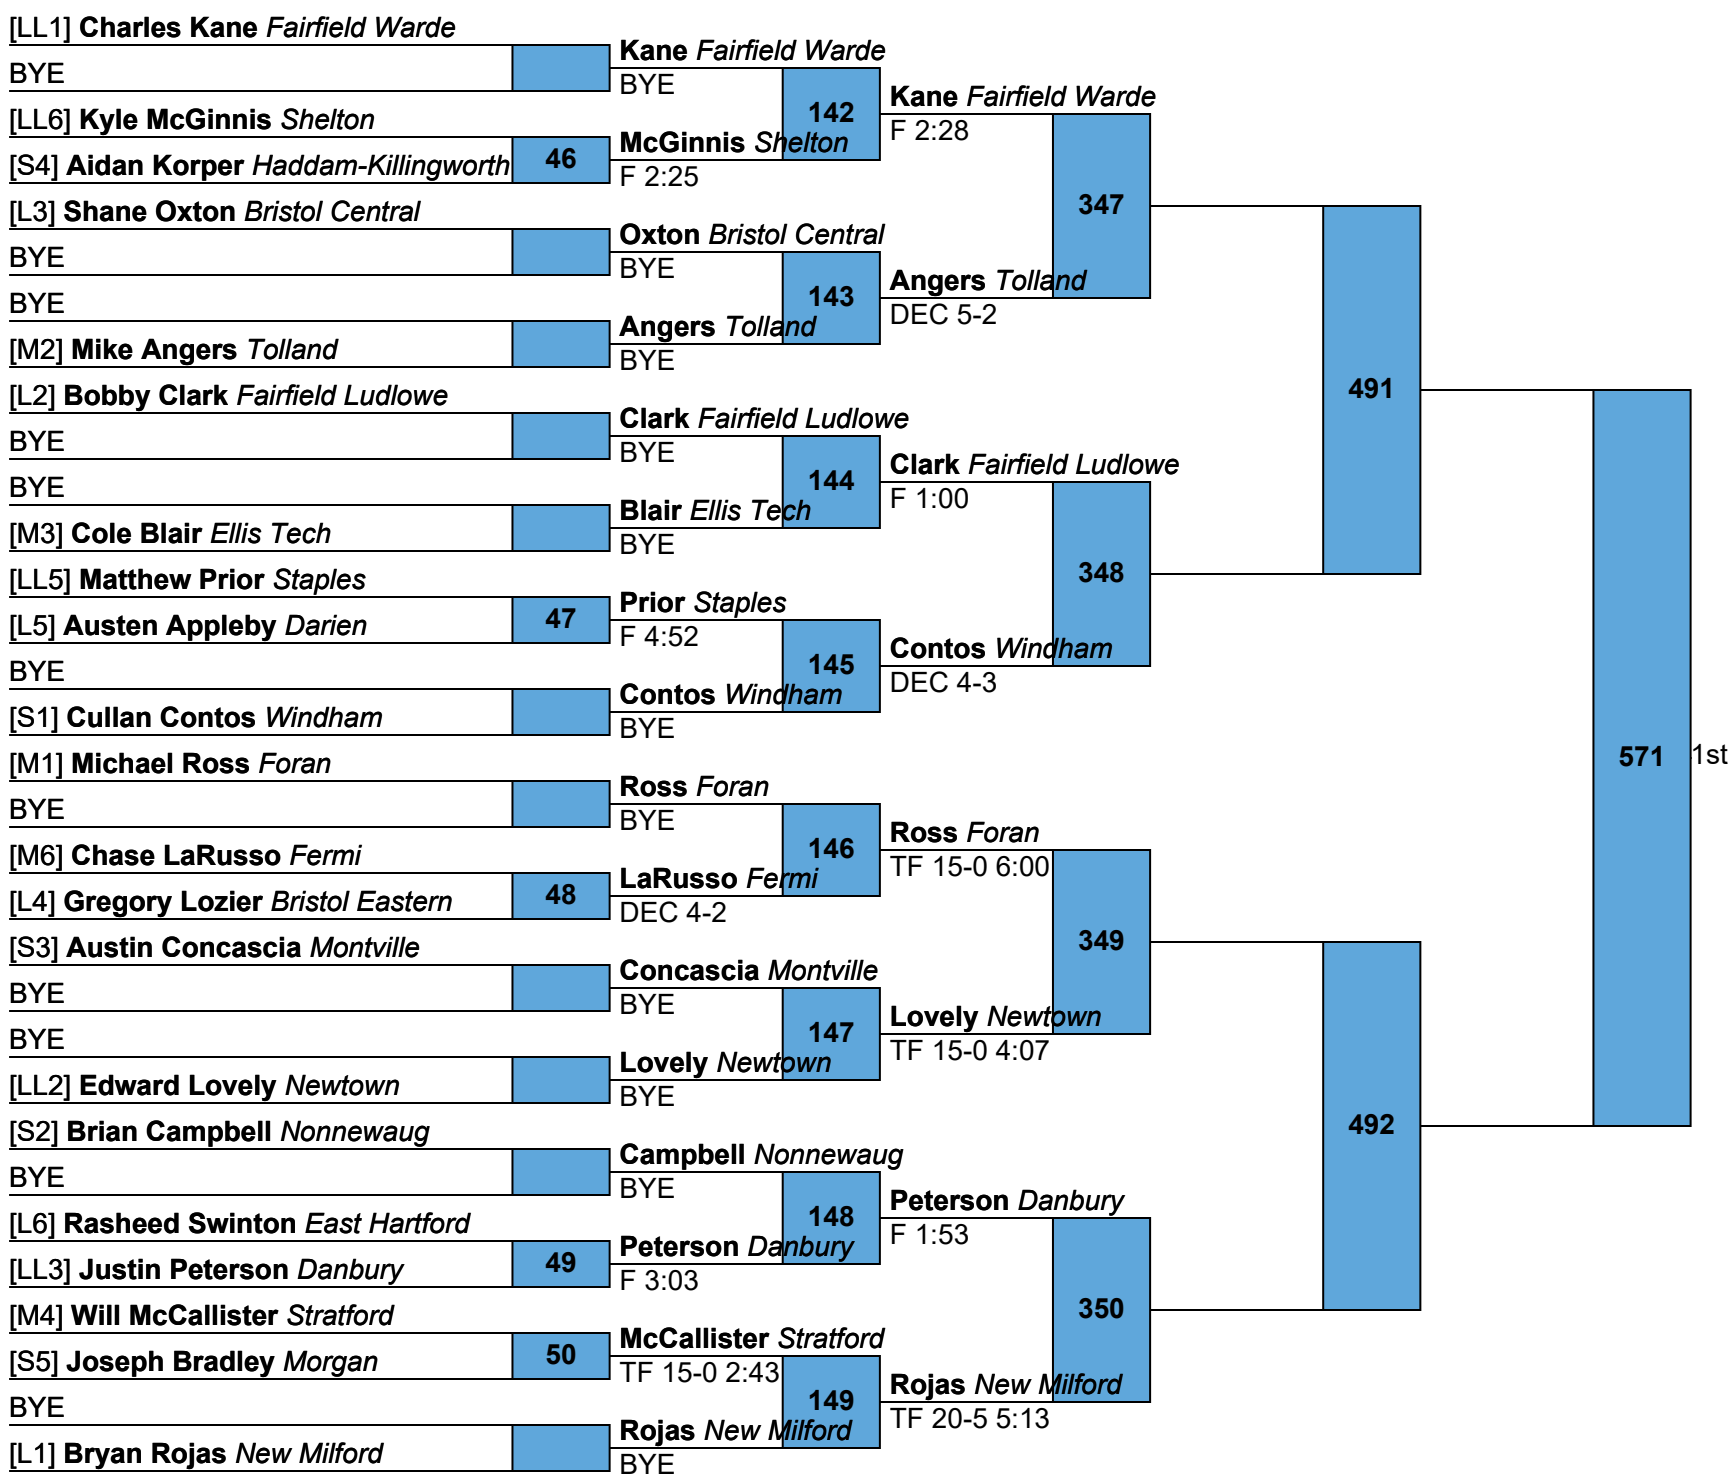 [LL1] Charles Kane Fairfield Warde
BYE
[LL6] Kyle McGinnis Shelton
[S4] Aidan Korper Haddam-Killingworth
[L3] Shane Oxton Bristol Central
BYE
BYE
[M2] Mike Angers Tolland
[L2] Bobby Clark Fairfield Ludlowe
BYE
BYE
[M3] Cole Blair Ellis Tech
[LL5] Matthew Prior Staples
[L5] Austen Appleby Darien
BYE
[S1] Cullan Contos Windham
[M1] Michael Ross Foran
BYE
[M6] Chase LaRusso Fermi
[L4] Gregory Lozier Bristol Eastern
[S3] Austin Concascia Montville
BYE
BYE
[LL2] Edward Lovely Newtown
[S2] Brian Campbell Nonnewaug
BYE
[L6] Rasheed Swinton East Hartford
[LL3] Justin Peterson Danbury
[M4] Will McCallister Stratford
[S5] Joseph Bradley Morgan
BYE
[L1] Bryan Rojas New Milford
46
47
48
49
50
Kane Fairfield Warde
BYE
McGinnis Shelton
F 2:25
Oxton Bristol Central
BYE
Angers Tolland
BYE
Clark Fairfield Ludlowe
BYE
Blair Ellis Tech
BYE
Prior Staples
F 4:52
Contos Windham
BYE
Ross Foran
BYE
LaRusso Fermi
DEC 4-2
Concascia Montville
BYE
Lovely Newtown
BYE
Campbell Nonnewaug
BYE
Peterson Danbury
F 3:03
McCallister Stratford
TF 15-0 2:43
Rojas New Milford
BYE
142
143
144
145
146
147
148
149
Kane Fairfield Warde
F 2:28
Angers Tolland
DEC 5-2
Clark Fairfield Ludlowe
F 1:00
Contos Windham
DEC 4-3
Ross Foran
TF 15-0 6:00
Lovely Newtown
TF 15-0 4:07
Peterson Danbury
F 1:53
Rojas New Milford
TF 20-5 5:13
347
348
349
350
491
492
571
1st